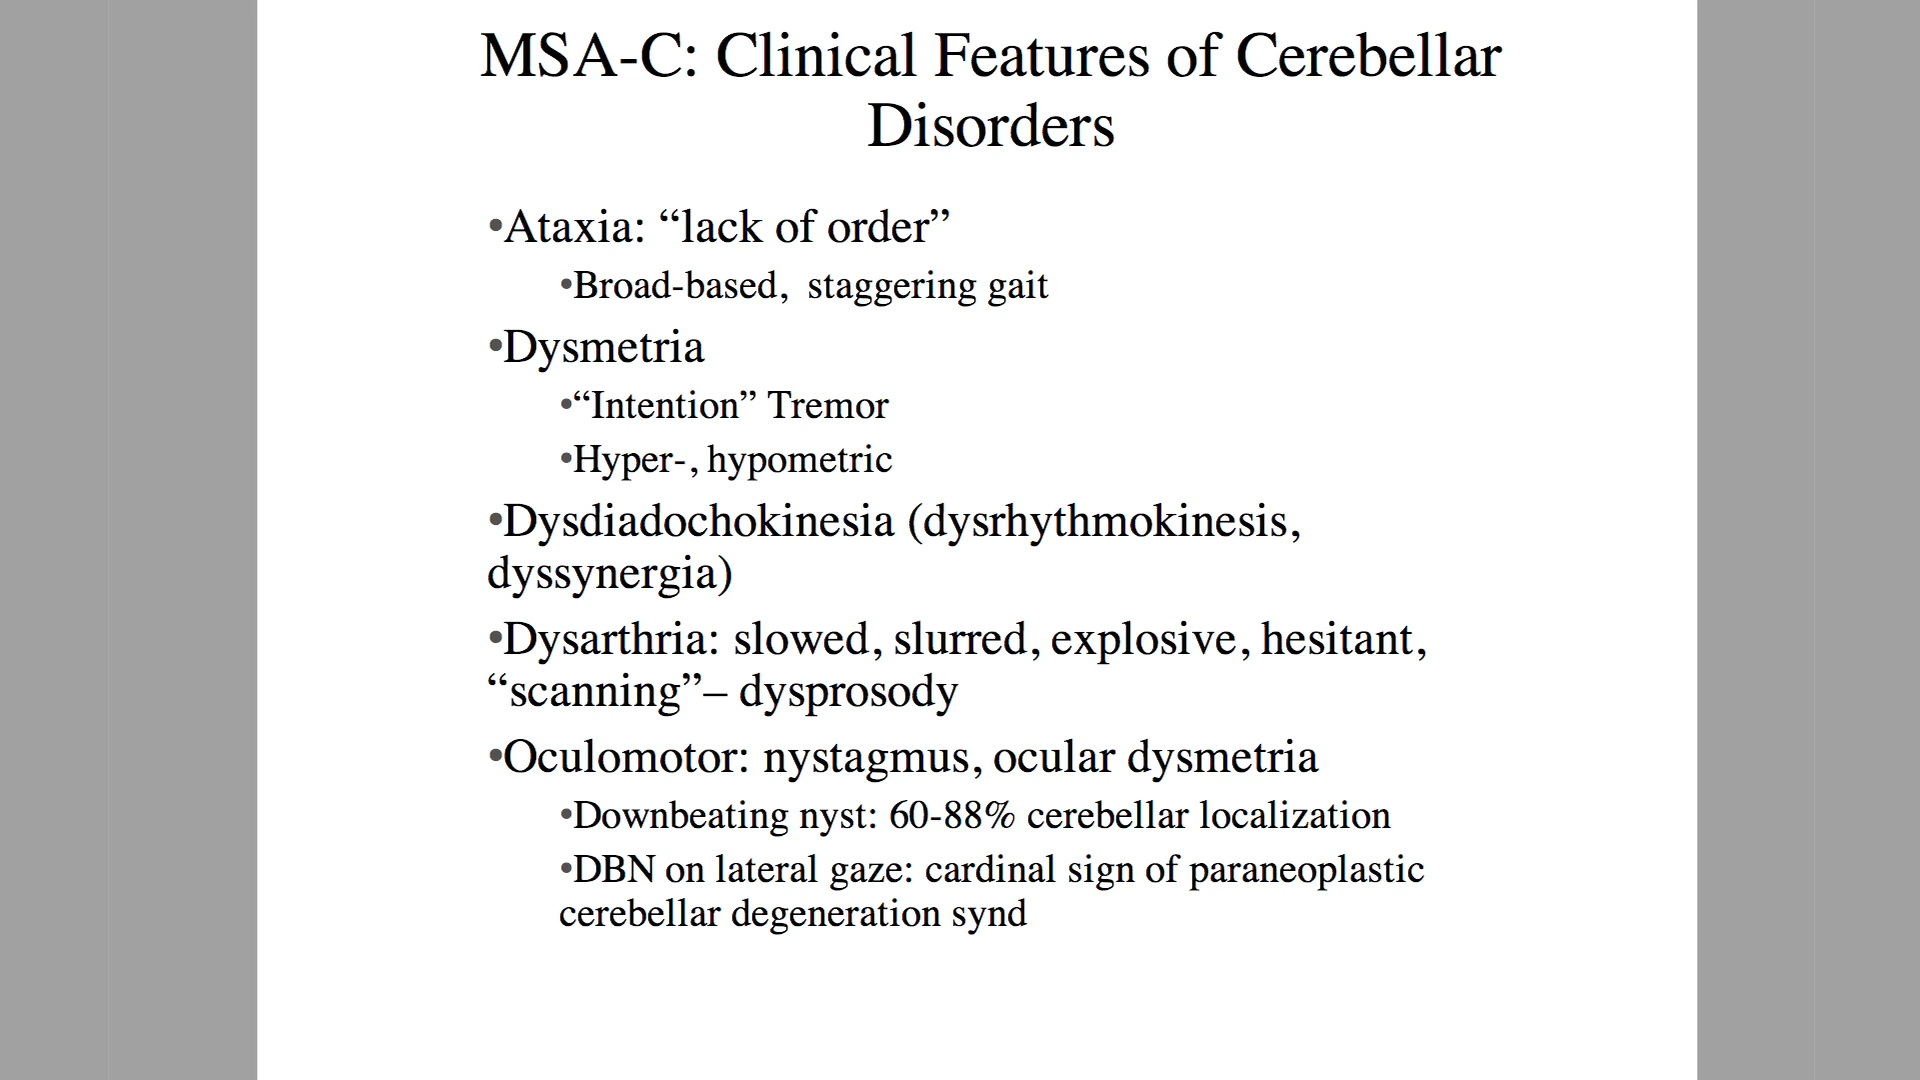 MSA-C: Clinical Features of Cerebellar
Disorders
•Ataxia: “lack of order”
•Broad-based, staggering gait
•Dysmetria
•“Intention” Tremor
•Hyper-, hypometric
•Dysdiadochokinesia (dysrhythmokinesis,
dyssynergia)
•Dysarthria: slowed, slurred, explosive, hesitant,
“scanning”– dysprosody
•Oculomotor: nystagmus, ocular dysmetria
•Downbeating nyst: 60-88% cerebellar localization
•DBN on lateral gaze: cardinal sign of paraneoplastic
cerebellar degeneration synd